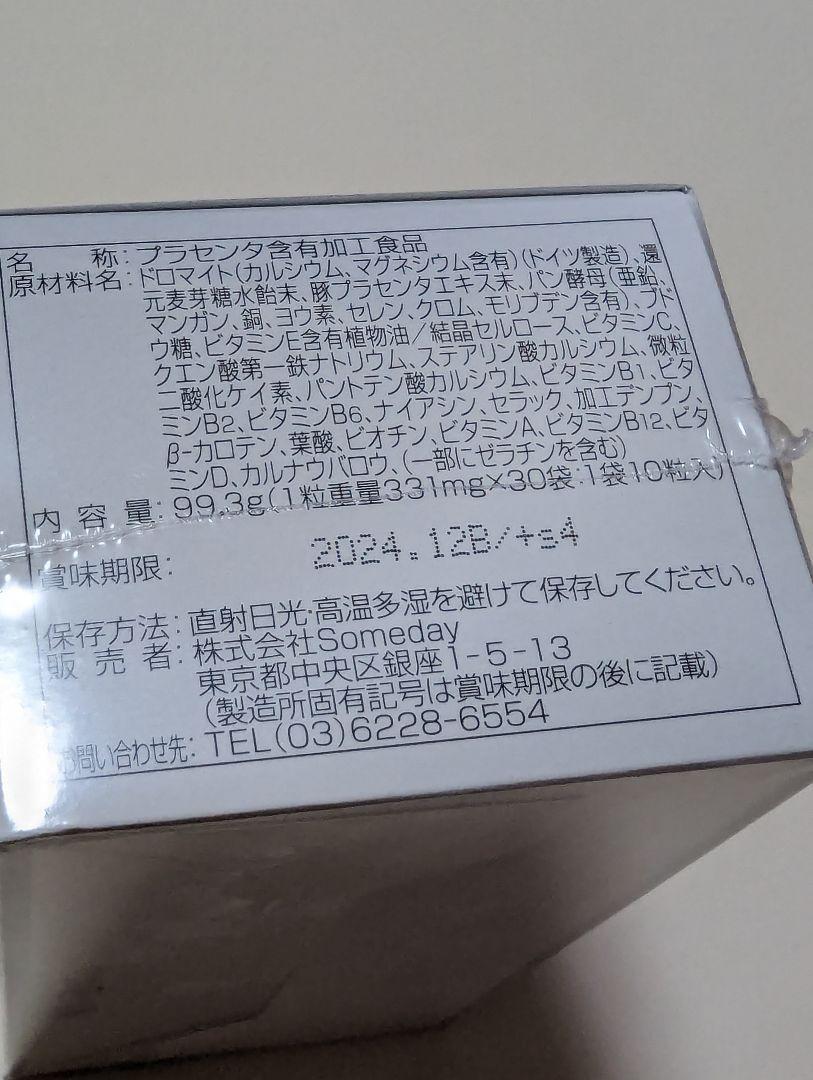 名称:プラセンタ含有加工食品
原材料名:ドロマイト(カルシウム、マグネシウム含有)(ドイツ製造)、還
元麦芽糖水飴末、豚プラセンタエキス末、パン酵母(亜鉛、
マンガン、銅、ヨウ素、セレン、クロム、モリブデン含有)、ブド
ウ糖、ビタミンE含有植物油/結晶セルロース、ビタミンC、
クエン酸第一鉄ナトリウム、ステアリン酸カルシウム、微粒
二酸化ケイ素、パントテン酸カルシウム、ビタミンB1、ビタ
ミンB2、ビタミンB6、ナイアシン、セラック、加工デンプン、
β-カロテン、葉酸、ビオチン、ビタミンA、ビタミンB12、ビタ
ミンD、カルナウバロウ、(一部にゼラチンを含む)
内容量:99.3g(1粒重量331mg×30袋:1袋10粒入)
賞味期限:2024.12B/+s4
保存方法:直射日光・高温多湿を避けて保存してください。
販売者:株式会社Someday
東京都中央区銀座1-5-13
(製造所固有記号は賞味期限の後に記載)
お問い合わせ先:TEL(03)6228-6554